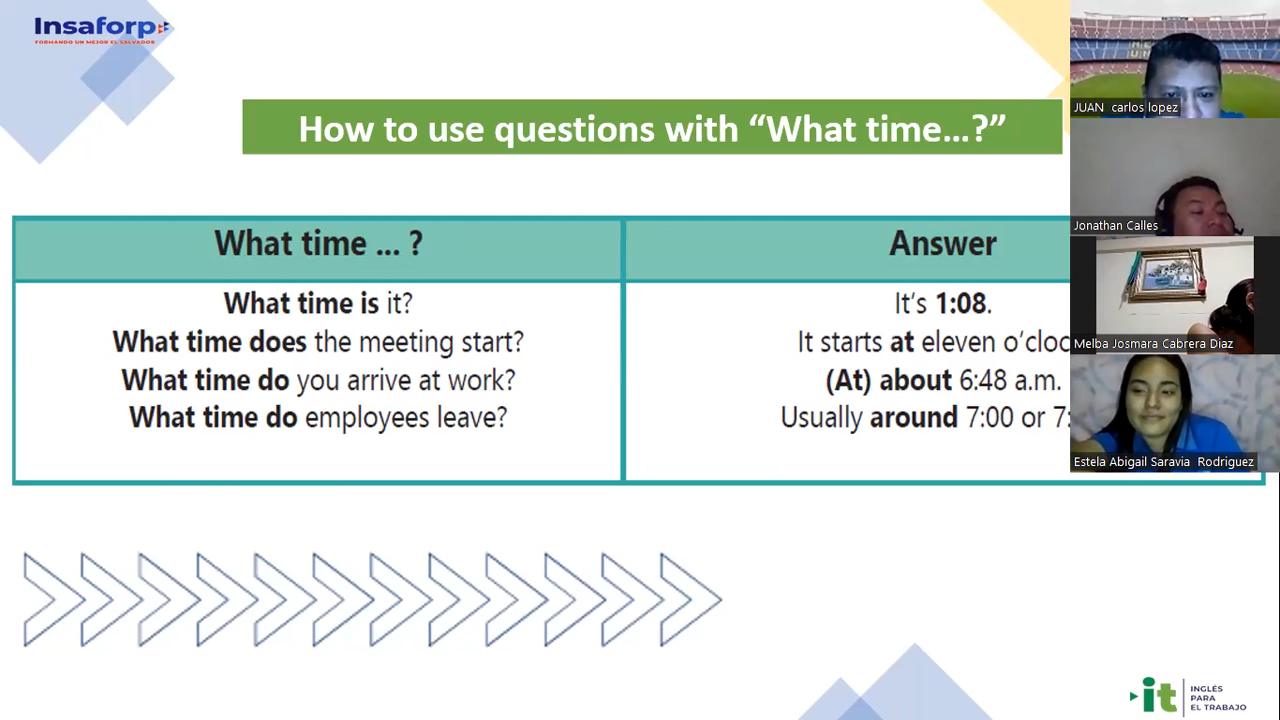 Insaforp
FORMANDO UN MEJOR EL SALVADOR
How to use questions with “What time…?”
What time ... ?
Answer
What time is it?
It's 1:08.
What time does the meeting start?
It starts at eleven
What time do you arrive at work?
(At) about 6:48 a.m.
What time do employees leave?
Usually around 7:00 or
JUAN carlos lopez
Jonathan Calles
Melba Josmara Cabrera Diaz
Estela Abigail Saravia Rodriguez
it
INGLÉS
PARA
EL TRABAJO